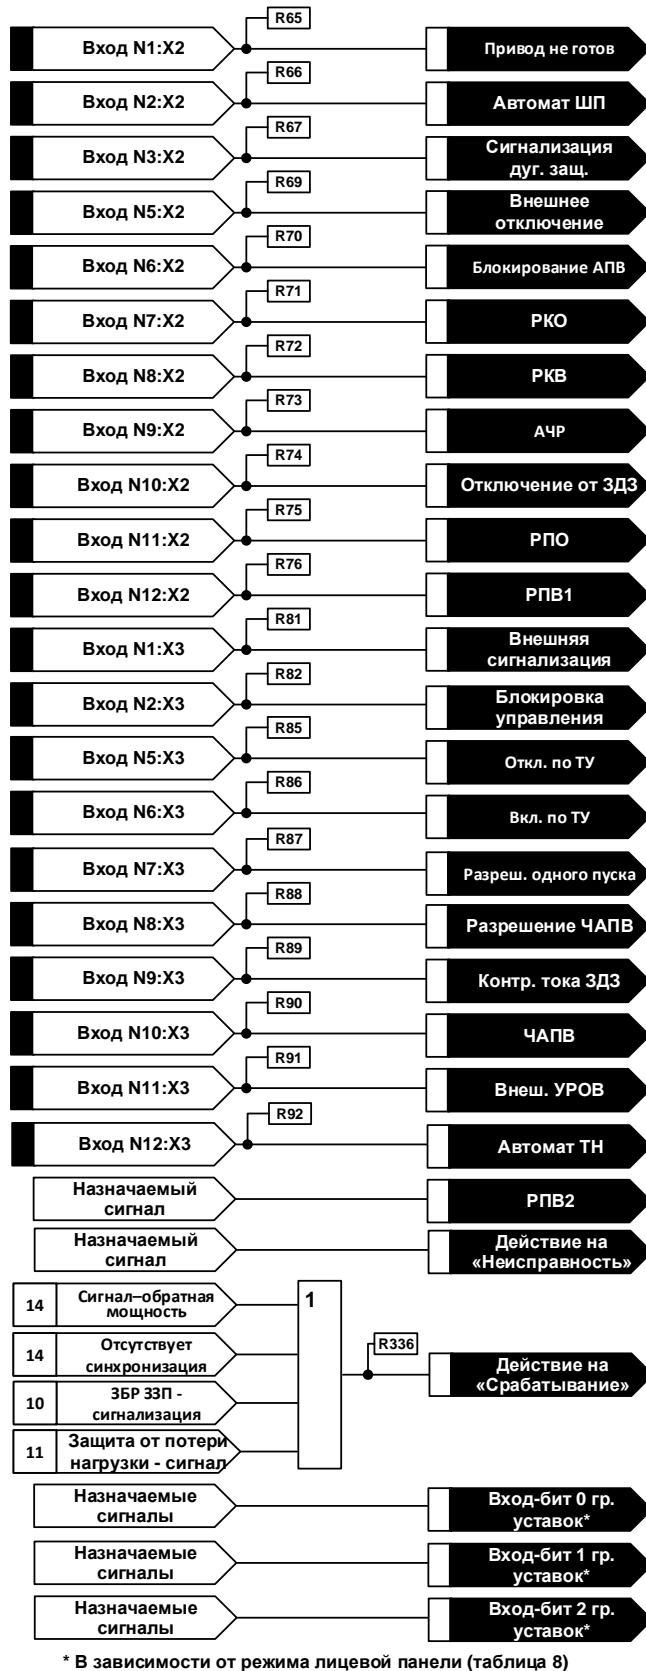 R65
Вход N1:X2
Привод не готов
R66
Вход N2:X2
Автомат ШП
R67
Вход N3:X2
Сигнализация
дуг. защ.
R69
Вход N5:X2
Внешнее
отключение
R70
Вход N6:X2
Блокирование АПВ
R71
Вход N7:X2
РКО
R72
Вход N8:X2
РКВ
R73
Вход N9:X2
АЧР
R74
Вход N10:X2
Отключение от ЗДЗ
R75
Вход N11:X2
РПО
R76
Вход N12:X2
РПВ1
R81
Вход N1:X3
Внешняя
сигнализация
R82
Вход N2:X3
Блокировка
управления
R85
Вход N5:X3
Откл. по ТУ
R86
Вход N6:X3
Вкл. по ТУ
R87
Вход N7:X3
Разреш. одного пуска
R88
Вход N8:X3
Разрешение ЧАПВ
R89
Вход N9:X3
Контр. тока ЗДЗ
R90
Вход N10:X3
ЧАПВ
R91
Вход N11:X3
Внеш. УРОВ
R92
Вход N12:X3
Автомат ТН
Назначаемый
сигнал
РПВ2
Назначаемый
сигнал
Действие на
«Неисправность»
14
Сигнал–обратная
мощность
1
14
Отсутствует
синхронизация
R336
Действие на
«Срабатывание»
10
ЗБР ЗЗП -
сигнализация
11
Защита от потери
нагрузки - сигнал
Назначаемые
сигналы
Вход-бит 0 гр.
уставок*
Назначаемые
сигналы
Вход-бит 1 гр.
уставок*
Назначаемые
сигналы
Вход-бит 2 гр.
уставок*
* В зависимости от режима лицевой панели (таблица 8)